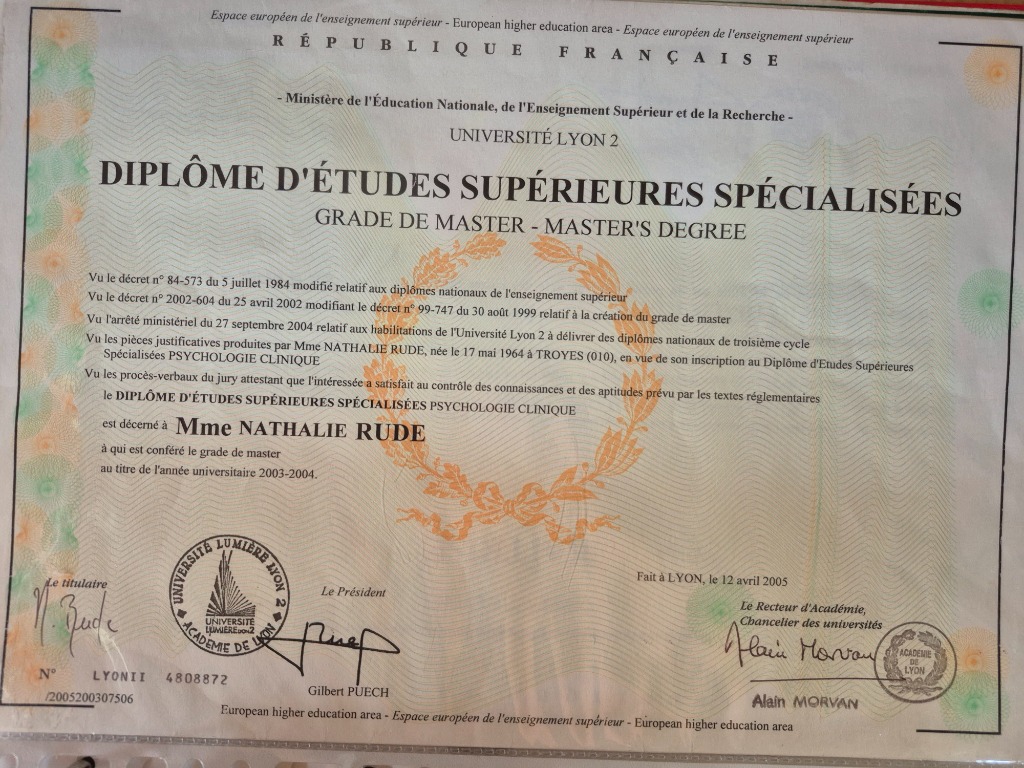 Espace européen de l'enseignement supérieur - European higher education area - Espace européen de l'enseignement supérieur
RÉPUBLIQUE FRANÇAISE
- Ministère de l'Éducation Nationale, de l'Enseignement Supérieur et de la Recherche -
UNIVERSITÉ LYON 2
DIPLÔME D'ÉTUDES SUPÉRIEURES SPÉCIALISÉES
GRADE DE MASTER - MASTER'S DEGREE
Vu le décret n° 84-573 du 5 juillet 1984 modifié relatif aux diplômes nationaux de l'enseignement supérieur
Vu le décret n° 2002-604 du 25 avril 2002 modifiant le décret n° 99-747 du 30 août 1999 relatif à la création du grade de master
Vu l'arrêté ministériel du 27 septembre 2004 relatif aux habilitations de l'Université Lyon 2 à délivrer des diplômes nationaux de troisième cycle
Vu les pièces justificatives produites par Mme NATHALIE RUDE, née le 17 mai 1964 à TROYES (010), en vue de son inscription au Diplôme d'Etudes Supérieures
Spécialisées PSYCHOLOGIE CLINIQUE
Vu les procès-verbaux du jury attestant que l'intéressée a satisfait au contrôle des connaissances et des aptitudes prévu par les textes réglementaires
le DIPLÔME D'ÉTUDES SUPÉRIEURES SPÉCIALISÉES PSYCHOLOGIE CLINIQUE
est décerné à Mme NATHALIE RUDE
à qui est conféré le grade de master
au titre de l'année universitaire 2003-2004.
Fait à LYON, le 12 avril 2005
Le titulaire
N. Rude
UNIVERSITÉ LUMIÈRE LYON 2
UNIVERSITÉ
LUMIÈRE LYON 2
ACADEMIE DE LYON
Le Président
Puech
Gilbert PUECH
Le Recteur d'Académie,
Chancelier des universités
Alain Morvan
ACADEMIE
DE
LYON
Alain MORVAN
N° LYONII 4808872
/2005200307506
European higher education area - Espace européen de l'enseignement supérieur - European higher education area